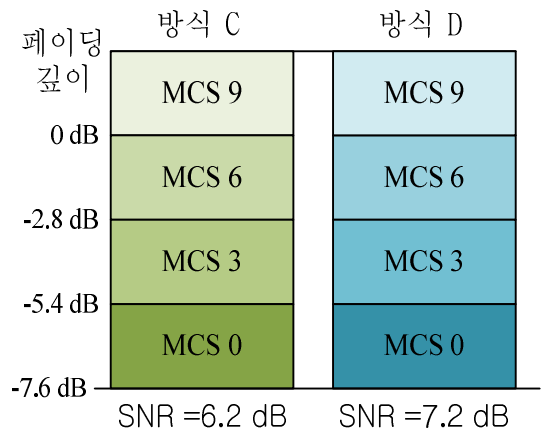 방식 C 방식 D
페이딩
깊이
MCS 9 MCS 9
0 dB
MCS 6 MCS 6
-2.8 dB
MCS 3 MCS 3
-5.4 dB
MCS 0 MCS 0
-7.6 dB
SNR =6.2 dB SNR =7.2 dB